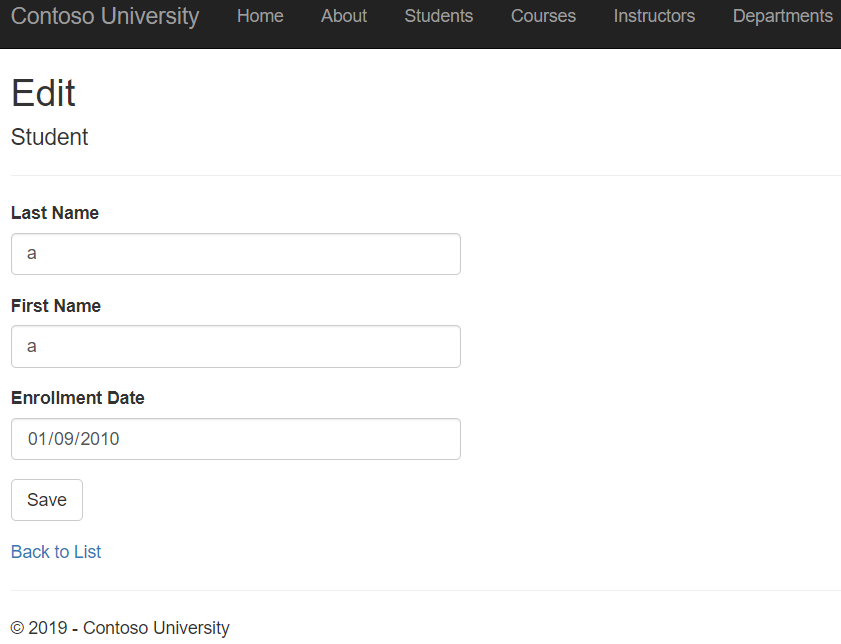 Contoso University Home About Students Courses Instructors Departments
Edit
Student
Last Name
a
First Name
a
Enrollment Date
01/09/2010
Save
Back to List
© 2019 - Contoso University